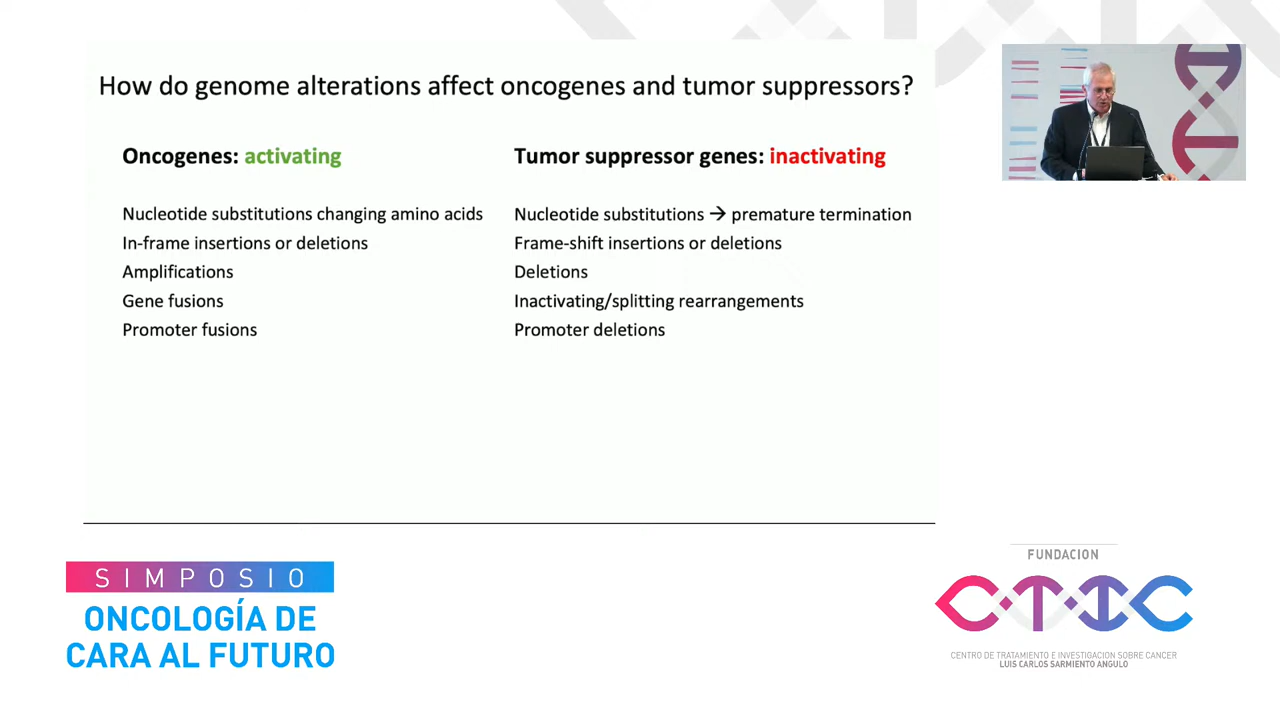 How do genome alterations affect oncogenes and tumor suppressors?
Oncogenes: activating
Nucleotide substitutions changing amino acids
In-frame insertions or deletions
Amplifications
Gene fusions
Promoter fusions
Tumor suppressor genes: inactivating
Nucleotide substitutions → premature termination
Frame-shift insertions or deletions
Deletions
Inactivating/splitting rearrangements
Promoter deletions
SIMPOSIO
ONCOLOGÍA DE
CARA AL FUTURO
FUNDACION
CTIC
CENTRO DE TRATAMIENTO E INVESTIGACION SOBRE CANCER
LUIS CARLOS SARMIENTO ANGULO